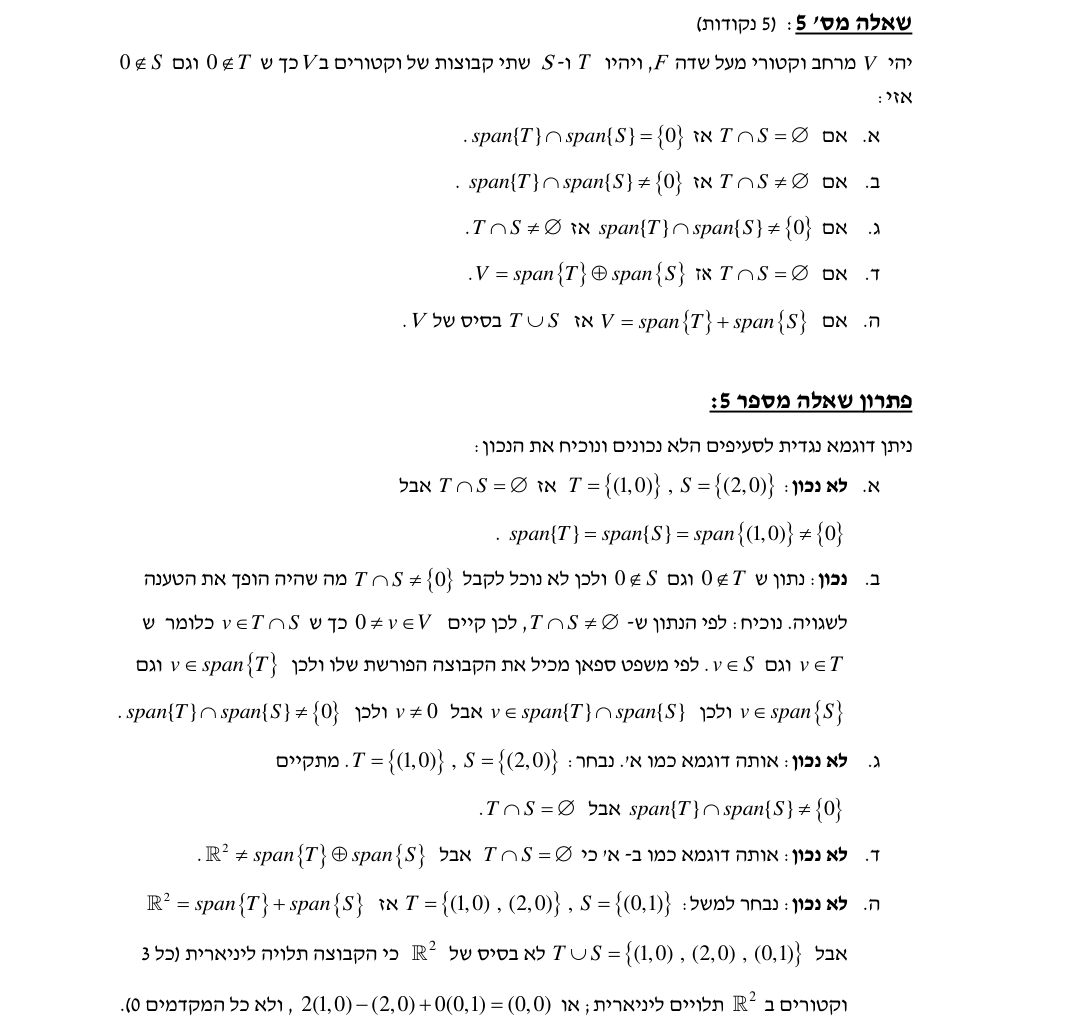 שאלה מס׳ 5 : (5 נקודות)
יהי V מרחב וקטורי מעל שדה F, ויהיו T ו-S שתי קבוצות של וקטורים בV כך ש 0 ∉ T וגם 0 ∉ S
אזי :
א. אם T ∩ S = ∅ אז span{T} ∩ span{S} = {0} .
ב. אם T ∩ S ≠ ∅ אז span{T} ∩ span{S} ≠ {0} .
ג. אם span{T} ∩ span{S} ≠ {0} אז T ∩ S ≠ ∅ .
ד. אם T ∩ S = ∅ אז V = span{T} ⊕ span{S} .
ה. אם V = span{T} + span{S} אז T ∪ S בסיס של V .
פתרון שאלה מספר 5:
ניתן דוגמא נגדית לסעיפים הלא נכונים ונוכיח את הנכון :
א. לא נכון : T = {(1,0)} , S = {(2,0)} אז T ∩ S = ∅ אבל
span{T} = span{S} = span{(1,0)} ≠ {0} .
ב. נכון : נתון ש 0 ∉ T וגם 0 ∉ S ולכן לא נוכל לקבל T ∩ S ≠ {0} מה שהיה הופך את הטענה
לשגויה. נוכיח : לפי הנתון ש- T ∩ S ≠ ∅, לכן קיים 0 ≠ v ∈ V כך ש v ∈ T ∩ S כלומר ש
v ∈ T וגם v ∈ S . לפי משפט ספאן מכיל את הקבוצה הפורשת שלו ולכן v ∈ span{T} וגם
v ∈ span{S} ולכן v ∈ span{T} ∩ span{S} אבל v ≠ 0 ולכן span{T} ∩ span{S} ≠ {0} .
ג. לא נכון : אותה דוגמא כמו א׳. נבחר : T = {(1,0)} , S = {(2,0)} . מתקיים
span{T} ∩ span{S} ≠ {0} אבל T ∩ S = ∅ .
ד. לא נכון : אותה דוגמא כמו ב- א׳ כי T ∩ S = ∅ אבל ℝ² ≠ span{T} ⊕ span{S} .
ה. לא נכון : נבחר למשל : T = {(1,0) , (2,0)} , S = {(0,1)} אז ℝ² = span{T} + span{S}
אבל T ∪ S = {(1,0) , (2,0) , (0,1)} לא בסיס של ℝ² כי הקבוצה תלויה ליניארית (כל 3
וקטורים ב ℝ² תלויים ליניארית ; או 2(1,0) − (2,0) + 0(0,1) = (0,0) , ולא כל המקדמים 0).